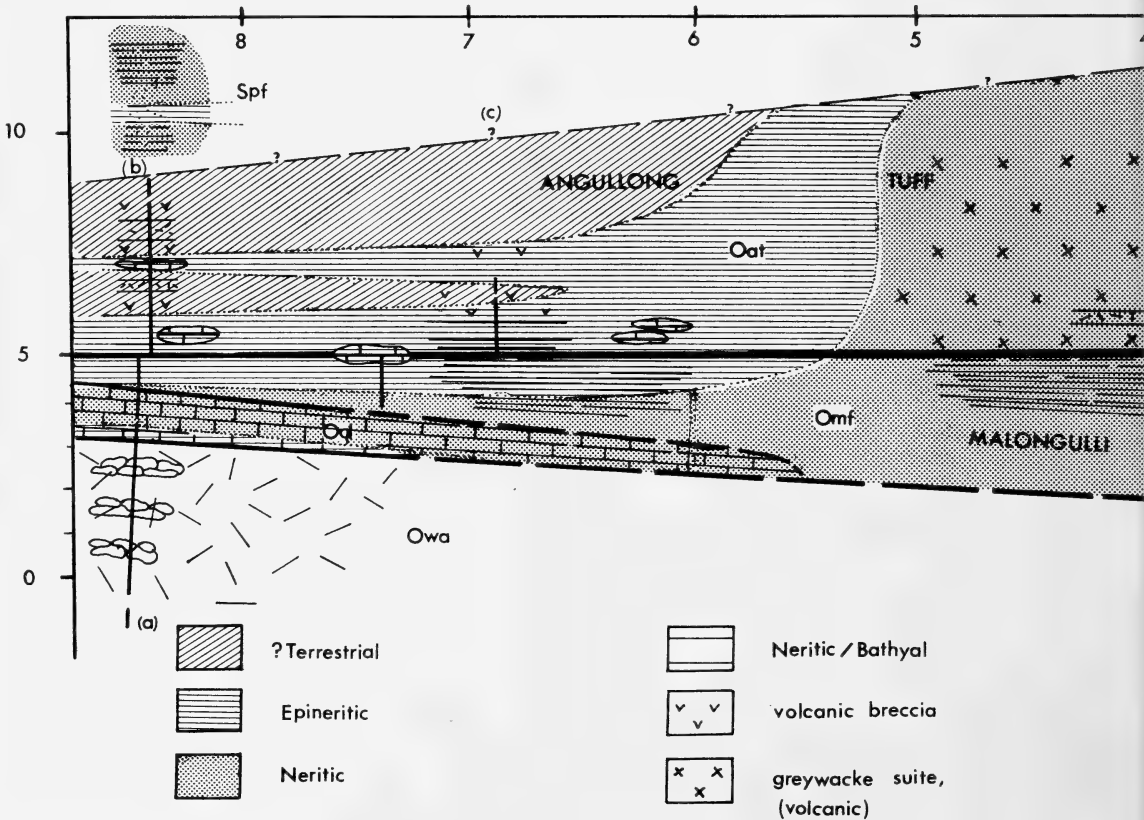 8 7 6 5 4
Spf
10
(c)
?
?
?
?
(b)
ANGULLONG TUFF
Oat
5
Omf
MALONGULLI
Owa
0
(a)
? Terrestrial
Epineritic
Neritic
Neritic / Bathyal
volcanic breccia
greywacke suite,
(volcanic)